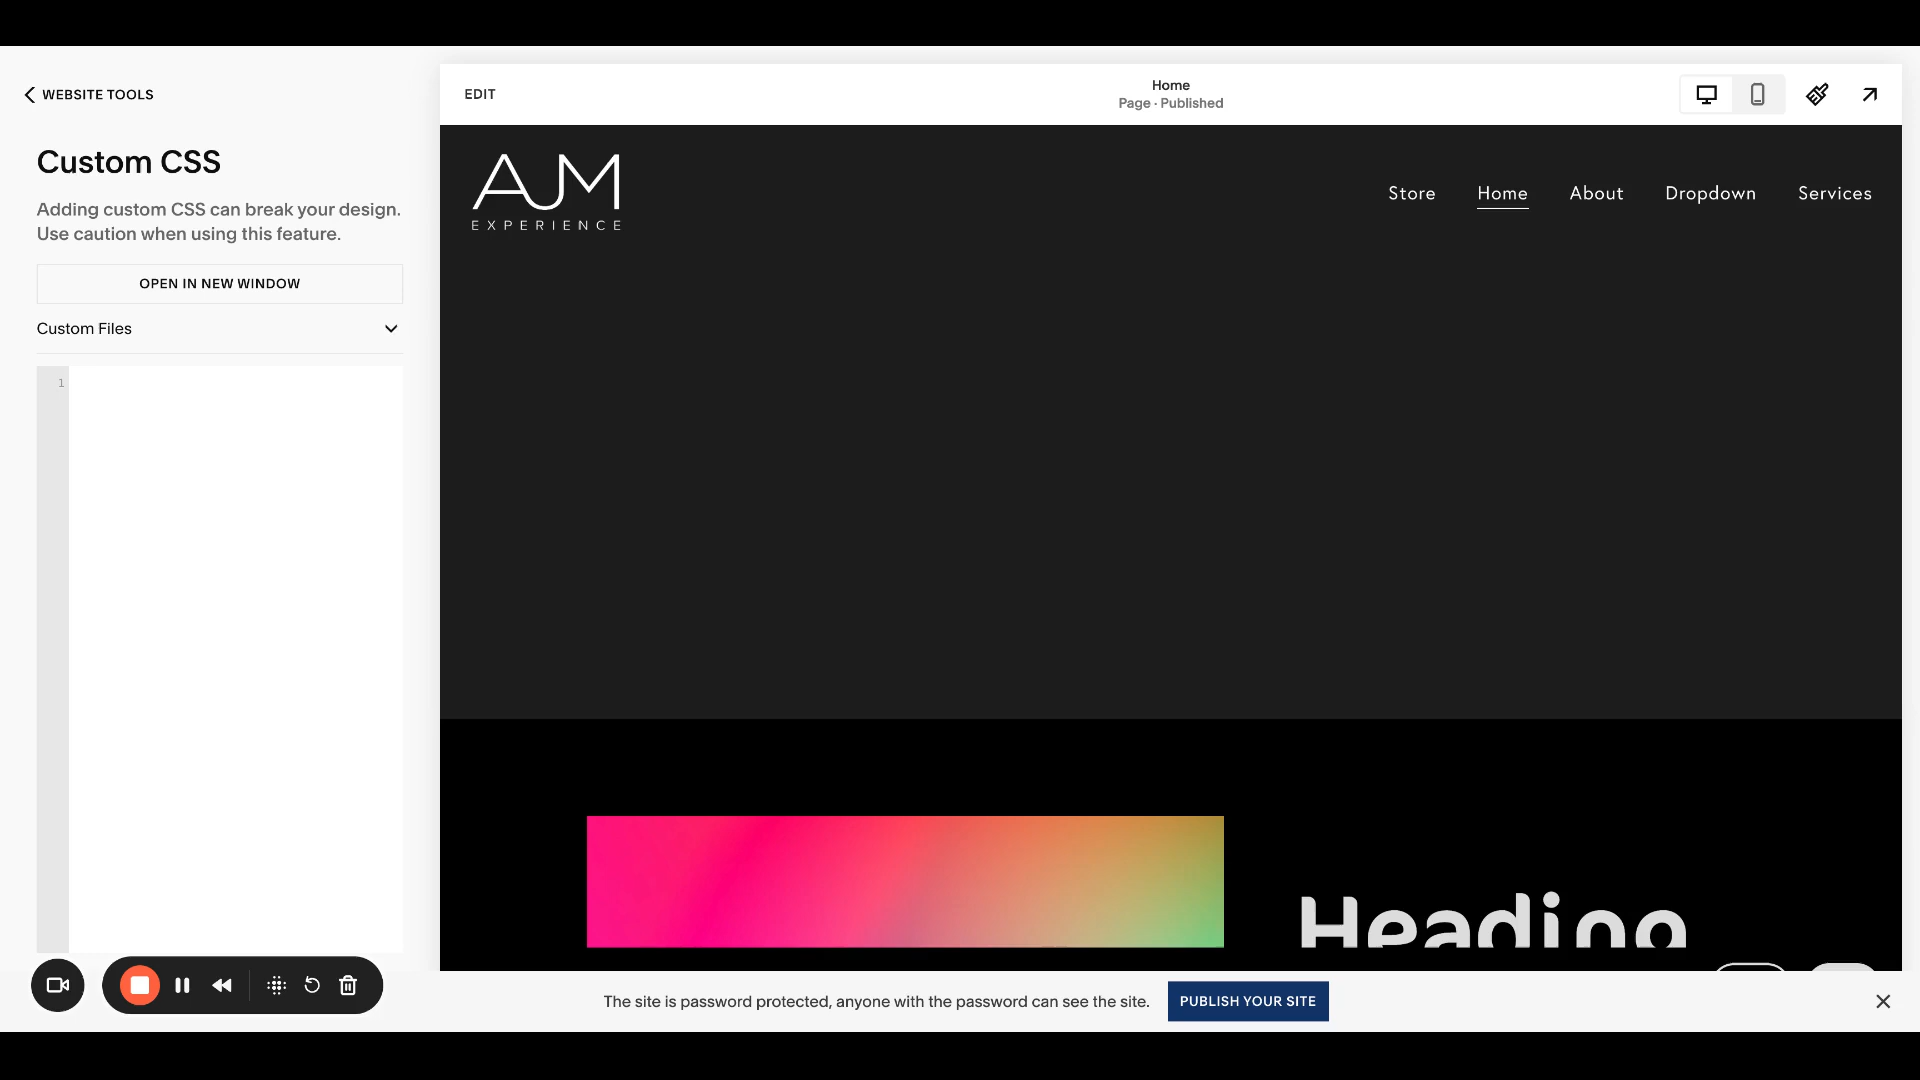 WEBSITE TOOLS
Custom CSS
Adding custom CSS can break your design.
Use caution when using this feature.
OPEN IN NEW WINDOW
Custom Files
1
EDIT
Home
Page · Published
AJM
EXPERIENCE
Store Home About Dropdown Services
Heading
The site is password protected, anyone with the password can see the site. PUBLISH YOUR SITE